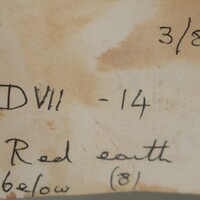 3/8
DVII - 14
Red earth
below (8)